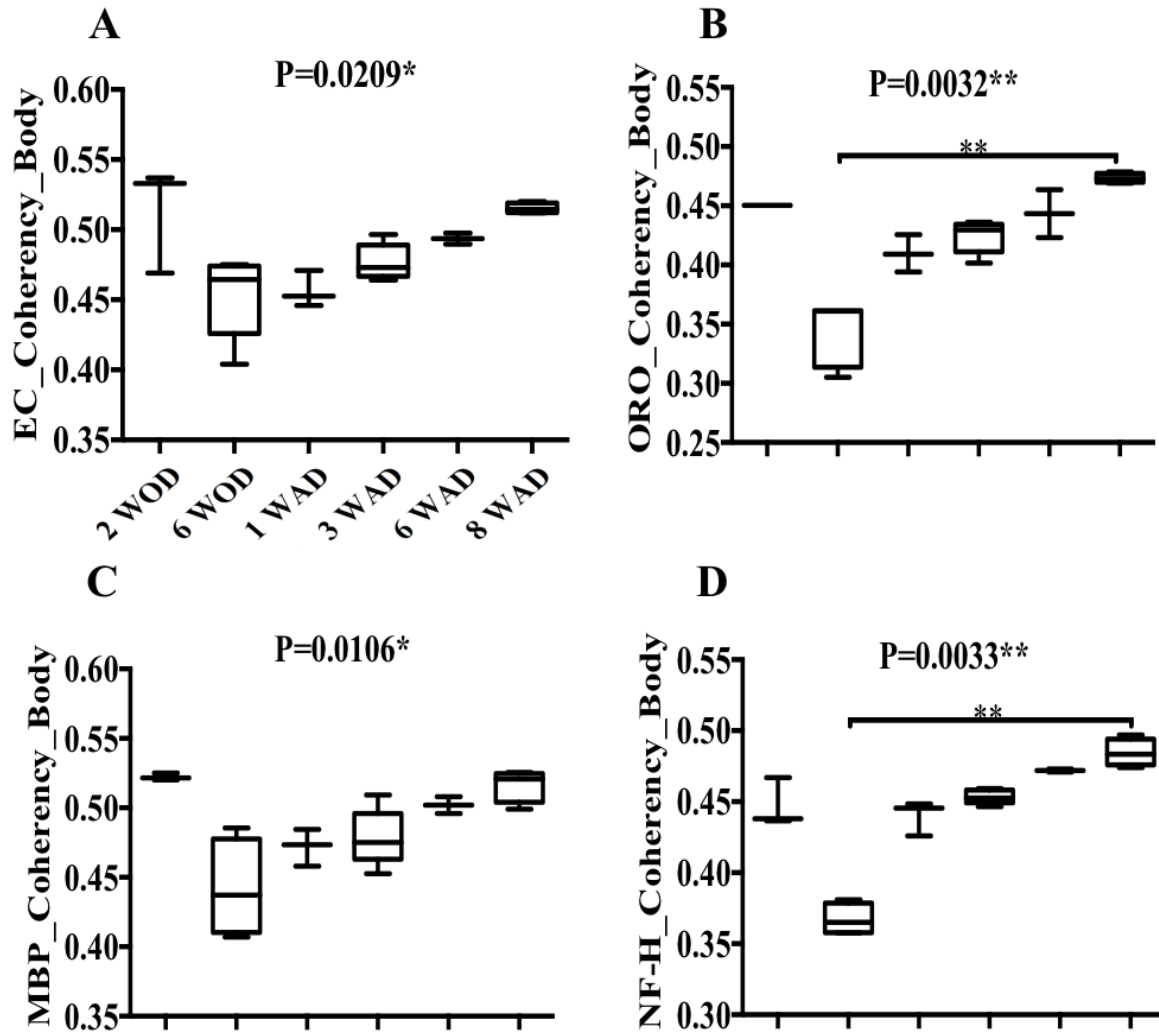 A
P=0.0209*
EC_Coherency_Body
0.60
0.55
0.50
0.45
0.40
0.35
2 WOD
6 WOD
1 WAD
3 WAD
6 WAD
8 WAD
B
P=0.0032**
**
ORO_Coherency_Body
0.55
0.50
0.45
0.40
0.35
0.30
0.25
C
P=0.0106*
MBP_Coherency_Body
0.60
0.55
0.50
0.45
0.40
0.35
D
P=0.0033**
**
NF-H_Coherency_Body
0.55
0.50
0.45
0.40
0.35
0.30